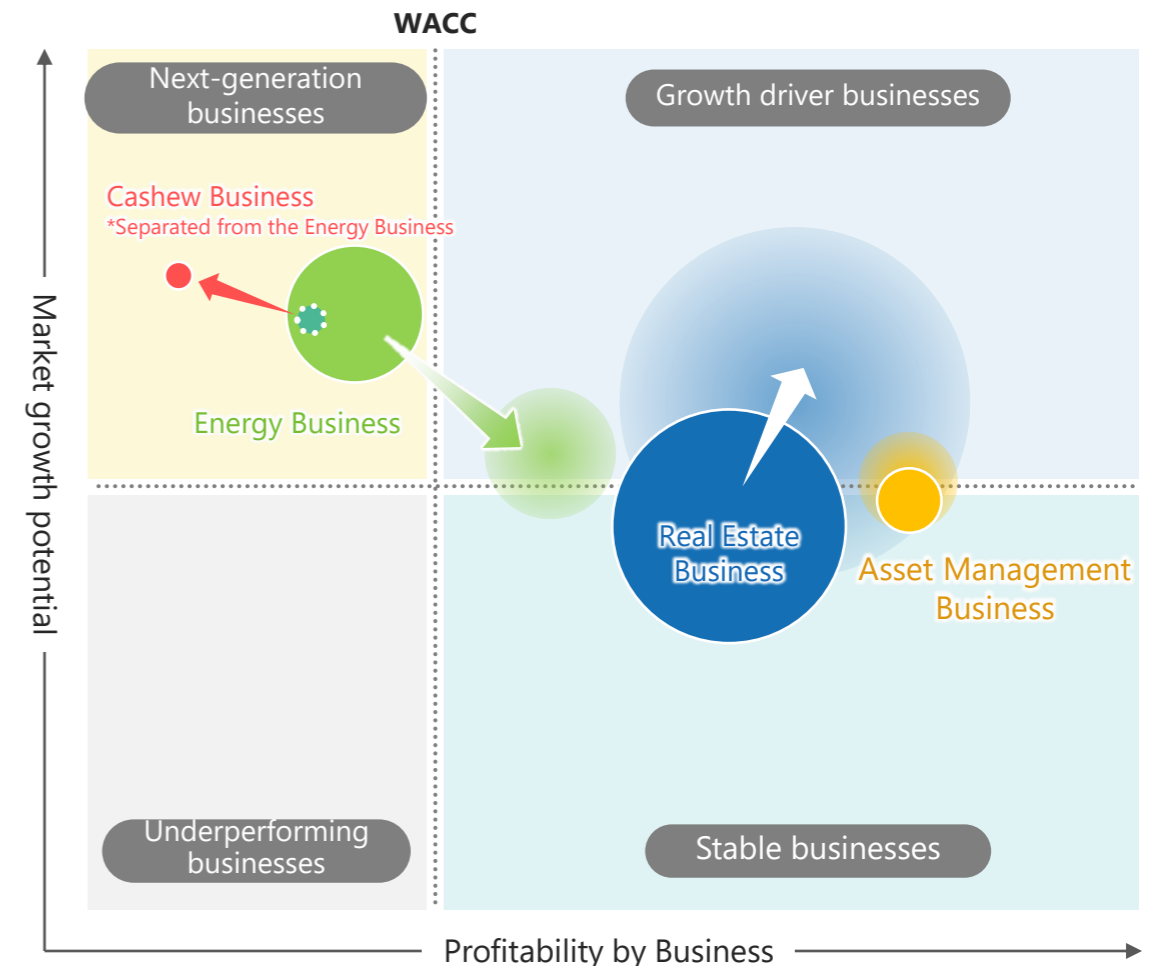 WACC
Next-generation
businesses
Growth driver businesses
Cashew Business
*Separated from the Energy Business
Energy Business
Market growth potential
Real Estate
Business
Asset Management
Business
Underperforming
businesses
Stable businesses
Profitability by Business